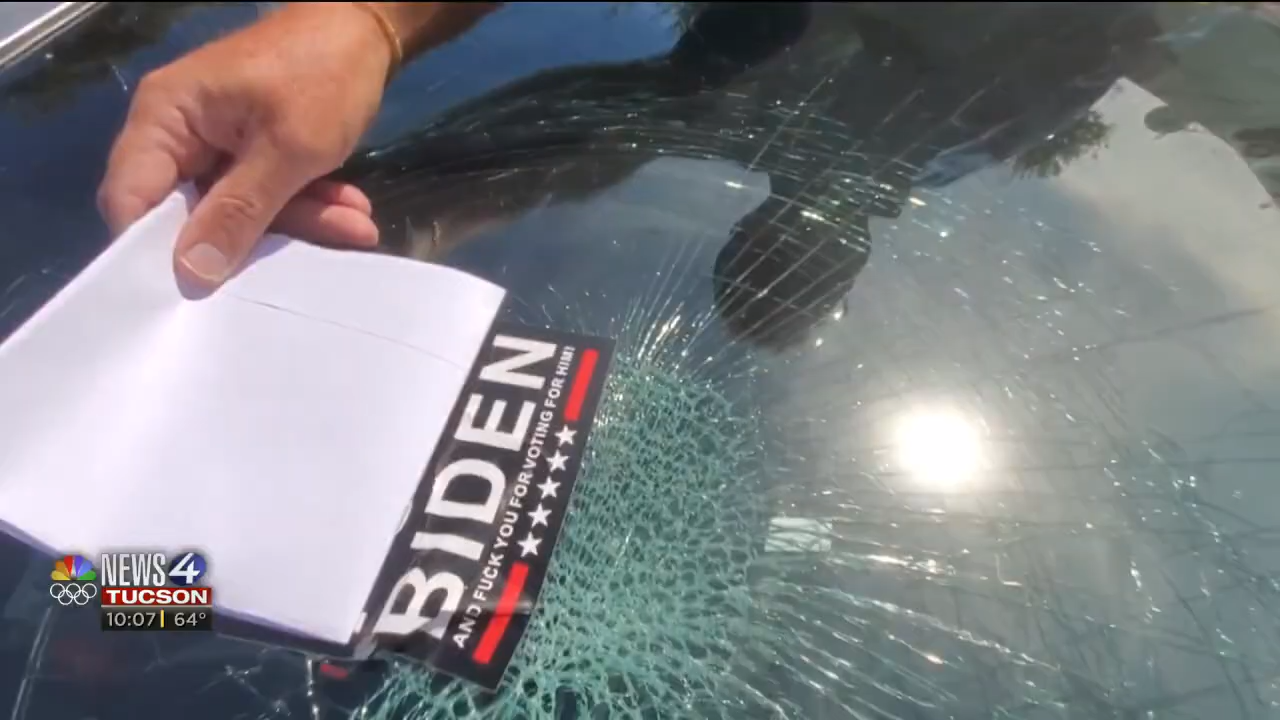 BIDEN
AND FUCK YOU FOR VOTING FOR HIM!
NEWS 4
TUCSON
10:07 64°